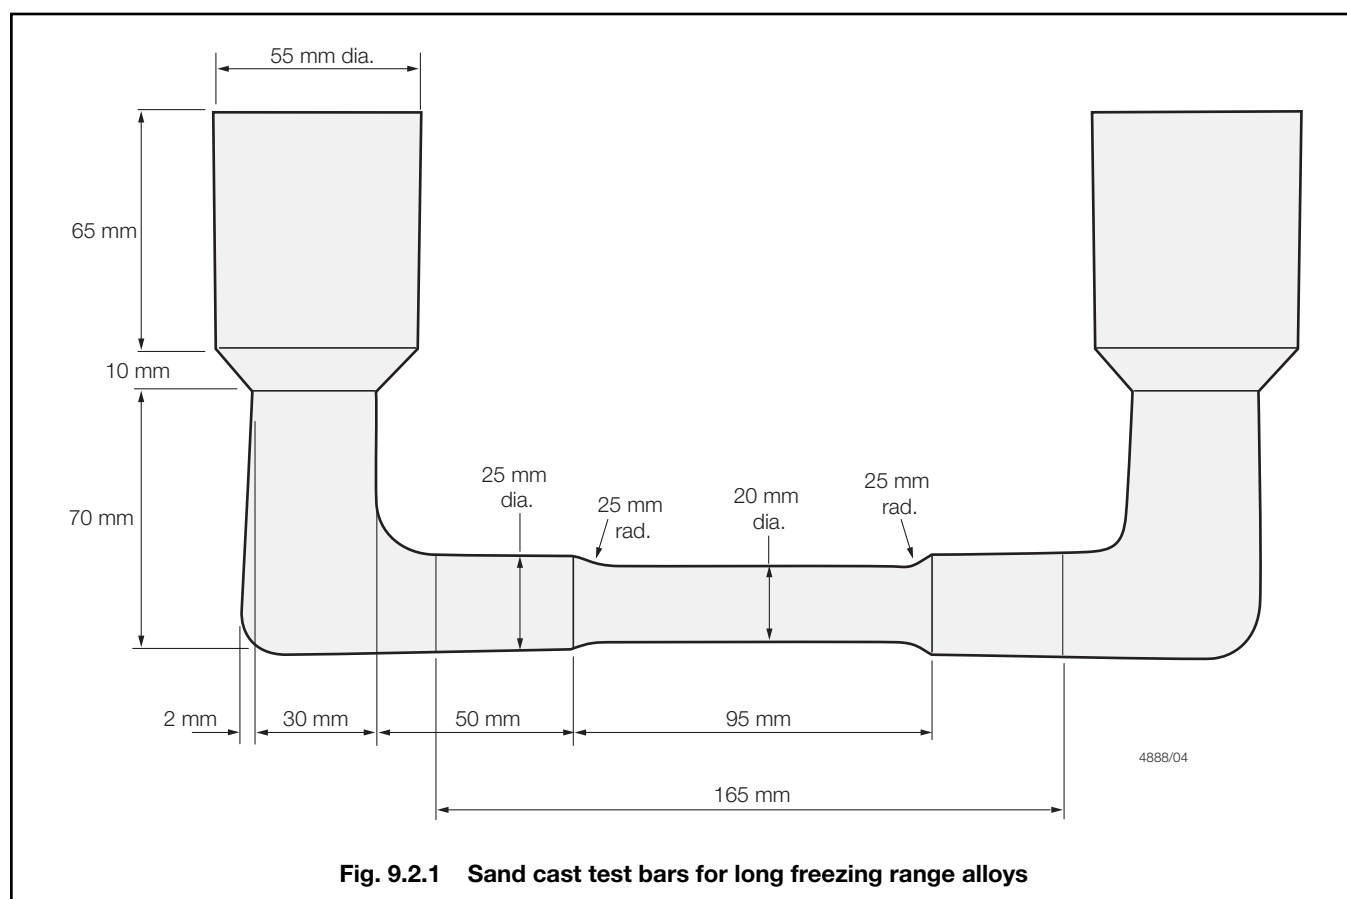 55 mm dia.
65 mm
10 mm
70 mm
25 mm
dia.
25 mm
rad.
20 mm
dia.
25 mm
rad.
2 mm
30 mm
50 mm
95 mm
4888/04
165 mm
Fig. 9.2.1 Sand cast test bars for long freezing range alloys